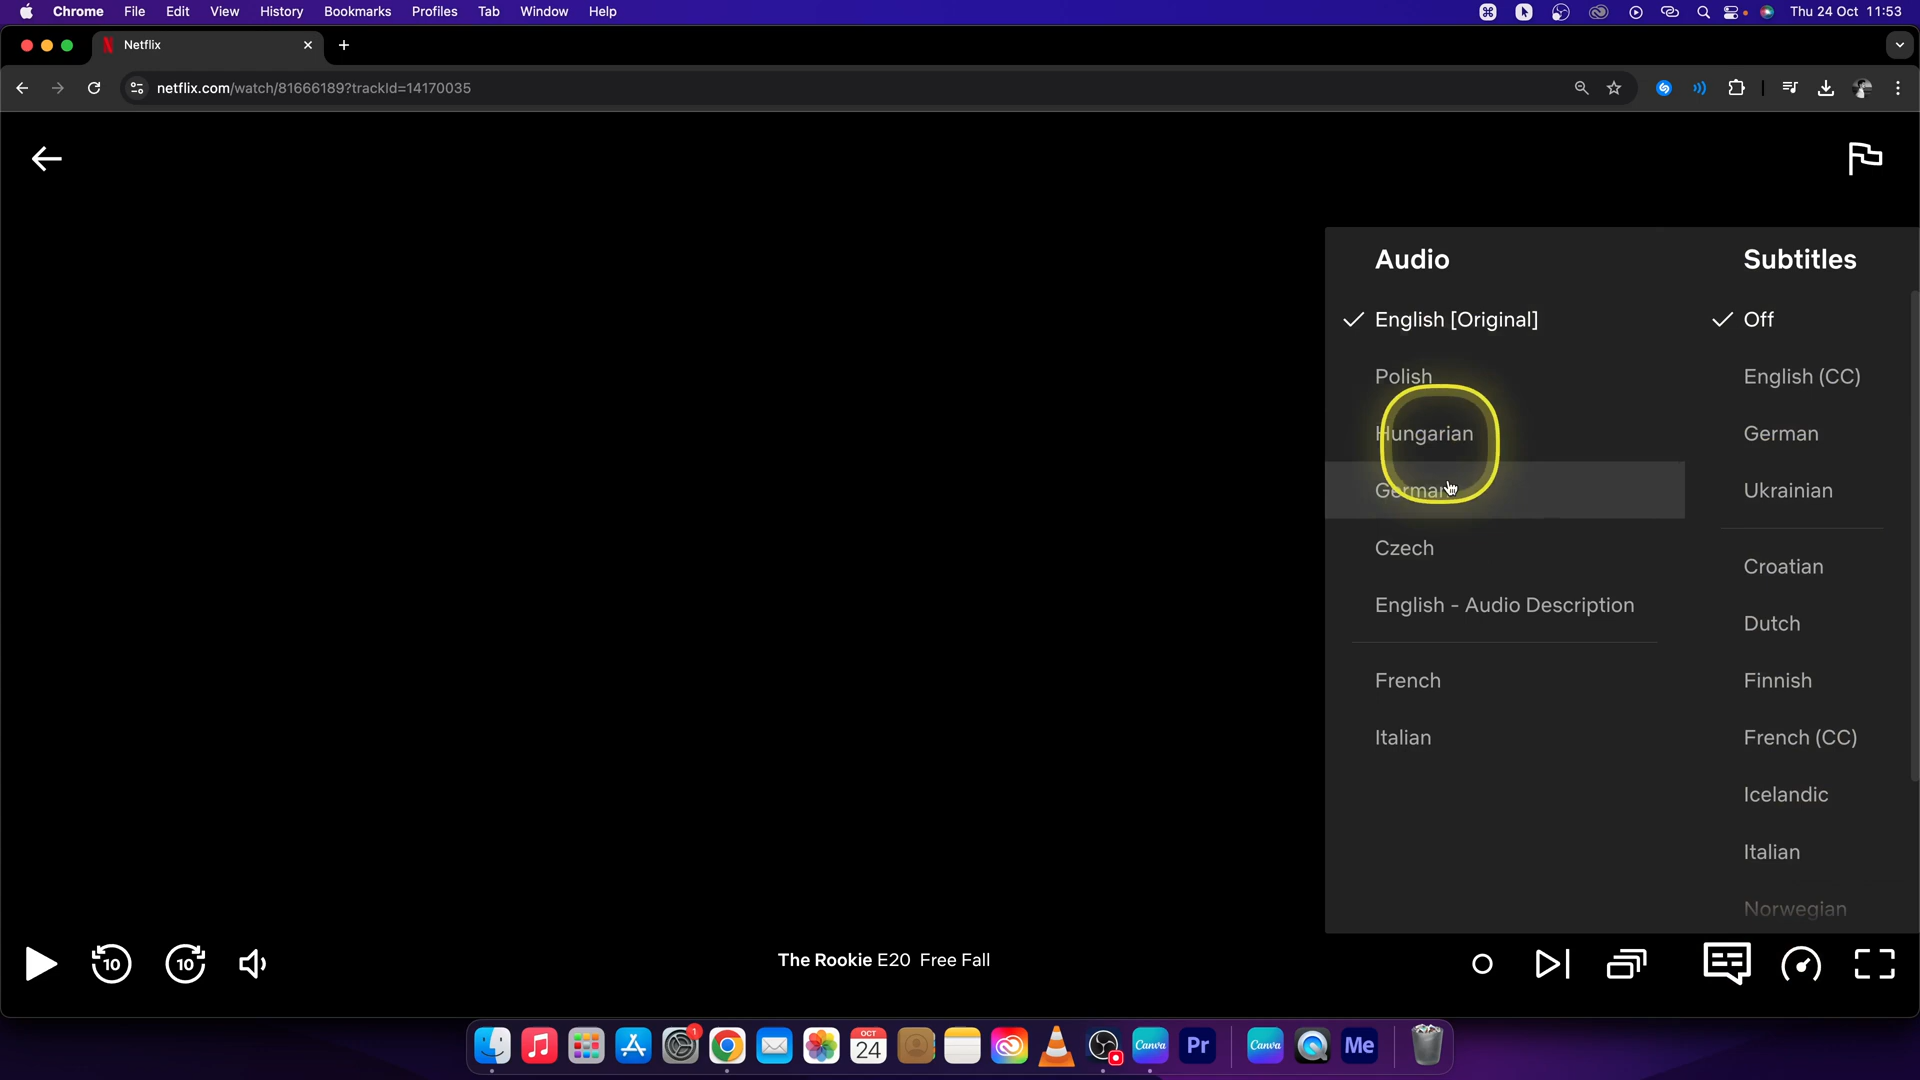 Chrome File Edit View History Bookmarks Profiles Tab Window Help Thu 24 Oct 11:53
Netflix
netflix.com/watch/81666189?trackId=14170035
Audio
English [Original]
Polish
Hungarian
German
Czech
English - Audio Description
French
Italian
Subtitles
Off
English (CC)
German
Ukrainian
Croatian
Dutch
Finnish
French (CC)
Icelandic
Italian
Norwegian
10 10
The Rookie E20 Free Fall
1
OCT
24
Canva
Pr
Canva
Me